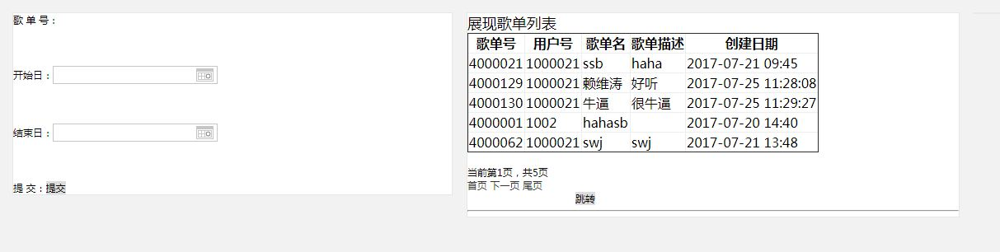 歌 单 号：
开始日：
结束日：
提 交：提交
展现歌单列表
歌单号 用户号 歌单名 歌单描述 创建日期
4000021 1000021 ssb haha 2017-07-21 09:45
4000129 1000021 赖维涛 好听 2017-07-25 11:28:08
4000130 1000021 牛逼 很牛逼 2017-07-25 11:29:27
4000001 1002 hahasb 2017-07-20 14:40
4000062 1000021 swj swj 2017-07-21 13:48
当前第1页，共5页
首页 下一页 尾页
跳转